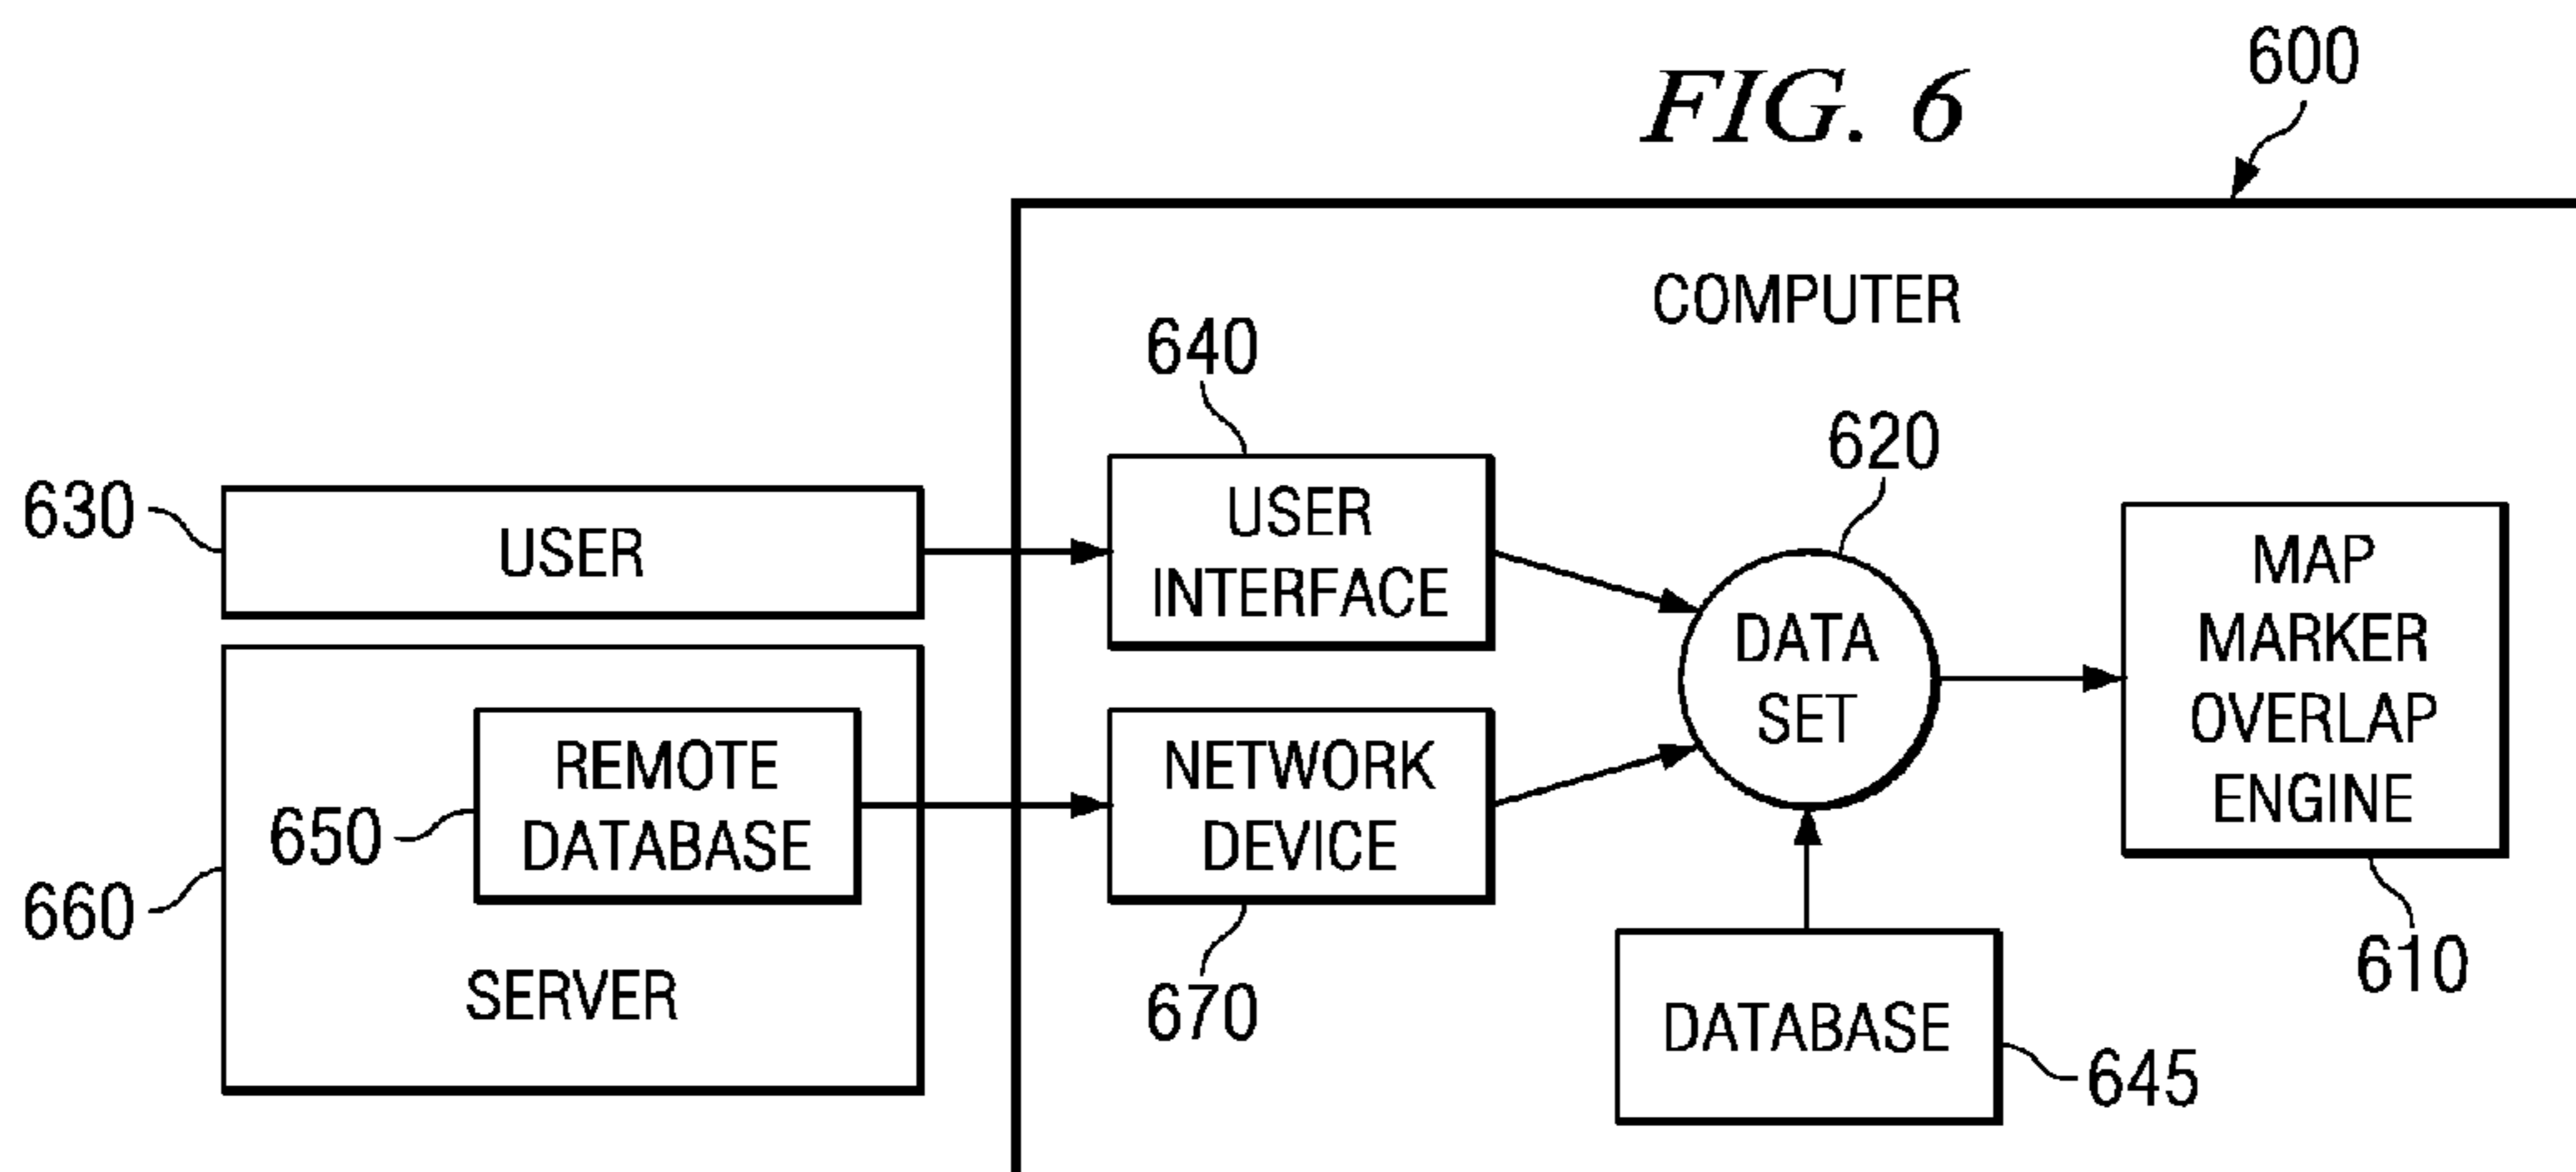 FIG. 6
600
COMPUTER
640
620
630
USER
USER
INTERFACE
DATA
SET
MAP
MARKER
OVERLAP
ENGINE
REMOTE
DATABASE
650
660
SERVER
NETWORK
DEVICE
670
DATABASE
645
610